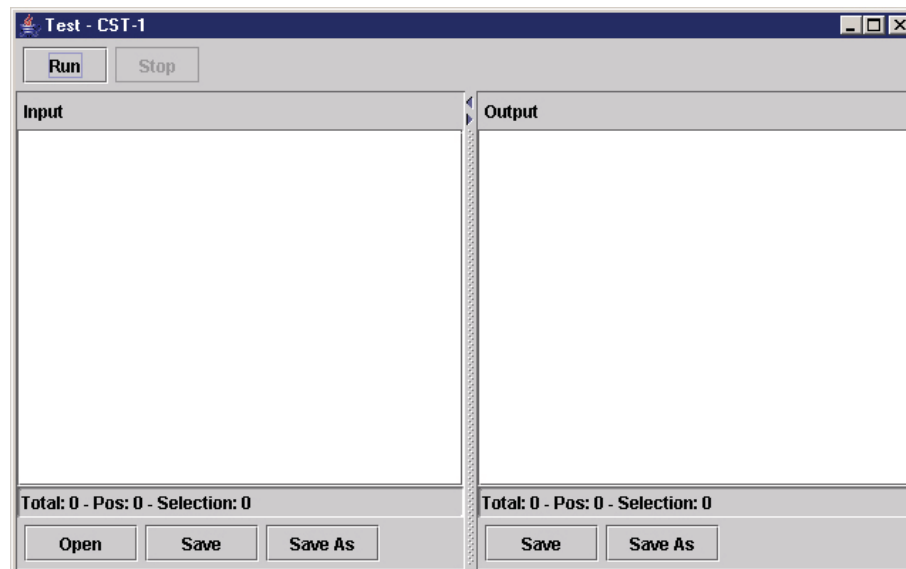 Test - CST-1
Run Stop
Input
Output
Total: 0 - Pos: 0 - Selection: 0
Total: 0 - Pos: 0 - Selection: 0
Open Save Save As
Save Save As